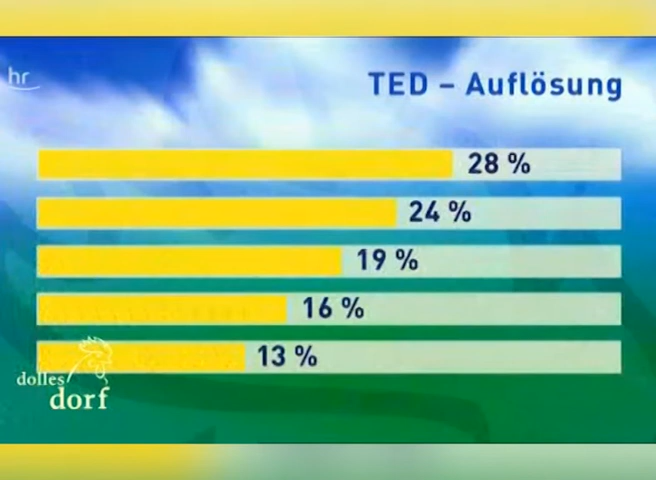 hr
TED – Auflösung
28 %
24 %
19 %
16 %
13 %
dolles
dorf